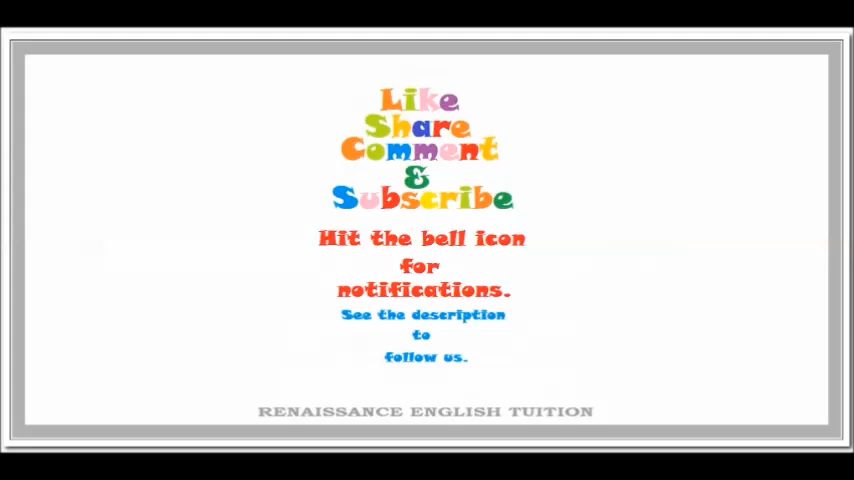 Like
Share
Comment
&
Subscribe
Hit the bell icon
for
notifications.
See the description
to
follow us.
RENAISSANCE ENGLISH TUITION